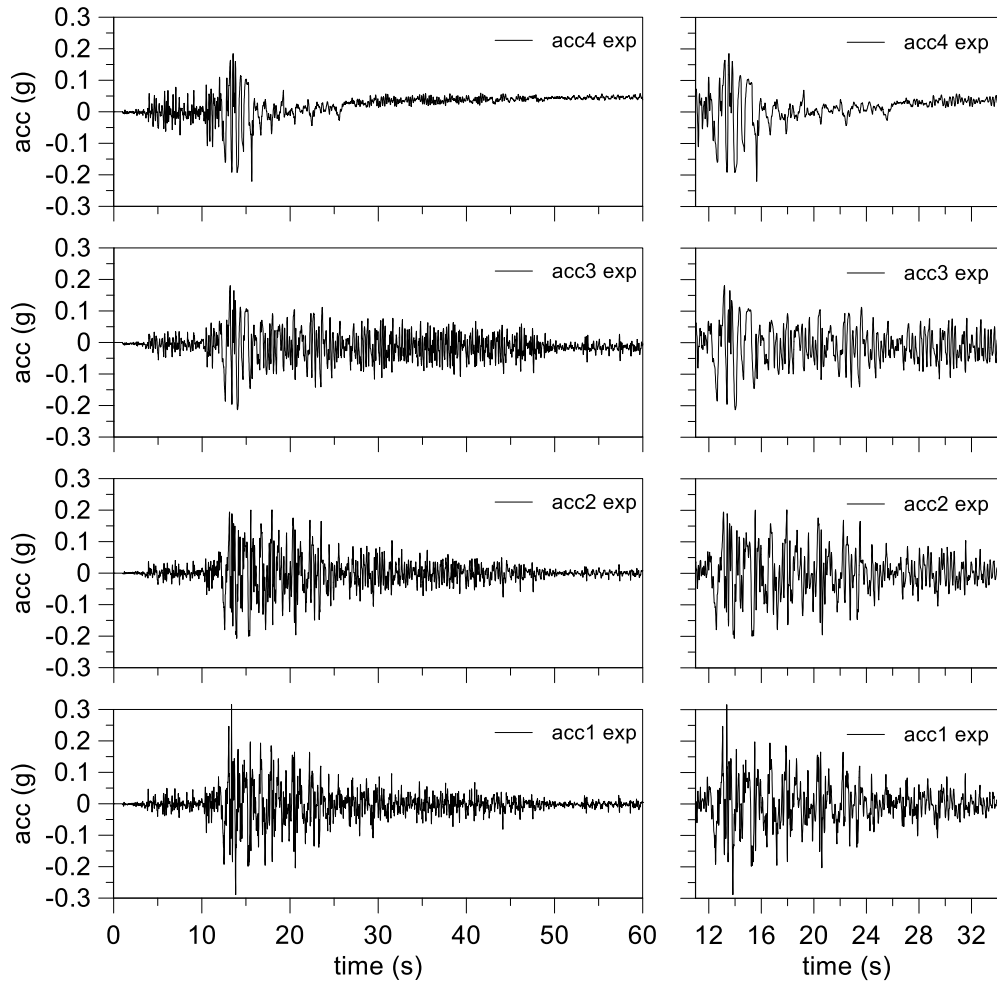 0.3
0.2
0.1
0
-0.1
-0.2
-0.3
acc (g)
acc4 exp
acc4 exp
0.3
0.2
0.1
0
-0.1
-0.2
-0.3
acc (g)
acc3 exp
acc3 exp
0.3
0.2
0.1
0
-0.1
-0.2
-0.3
acc (g)
acc2 exp
acc2 exp
0.3
0.2
0.1
0
-0.1
-0.2
-0.3
acc (g)
acc1 exp
acc1 exp
0 10 20 30 40 50 60
12 16 20 24 28 32
time (s)
time (s)